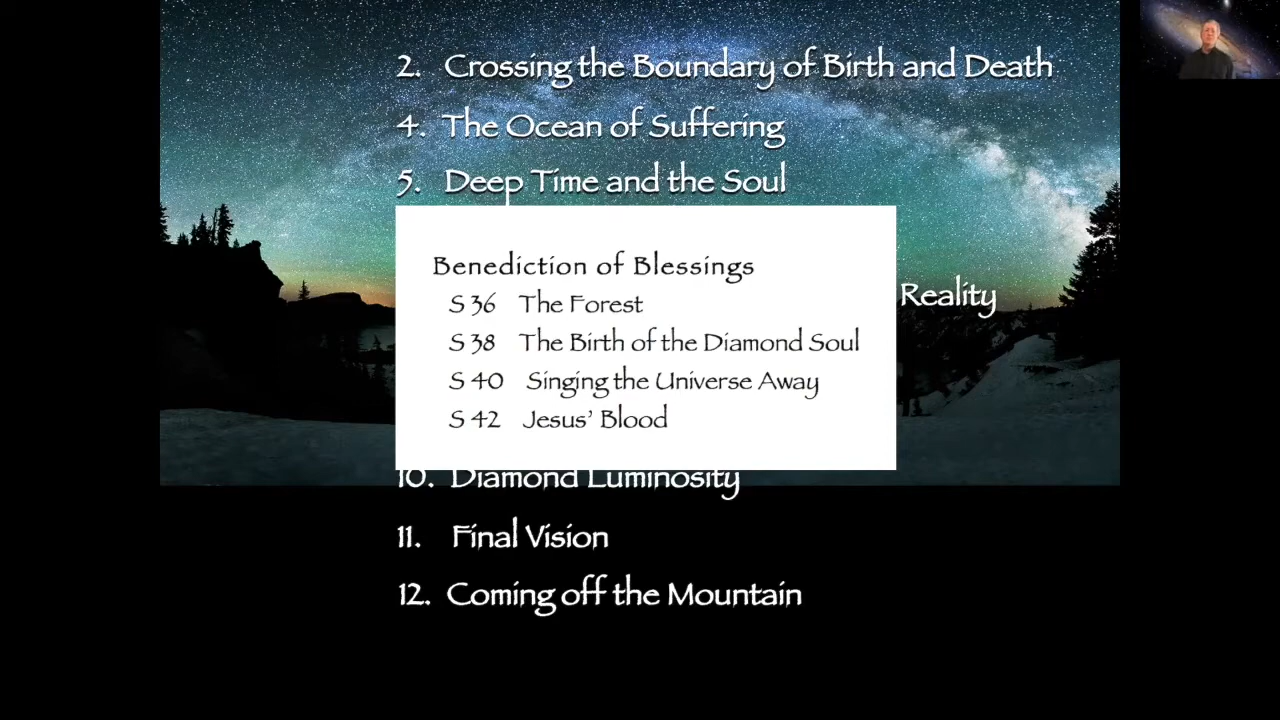 2. Crossing the Boundary of Birth and Death
4. The Ocean of Suffering
5. Deep Time and the Soul
Benediction of Blessings
Reality
S 36 The Forest
S 38 The Birth of the Diamond Soul
S 40 Singing the Universe Away
S 42 Jesus' Blood
10. Diamond Luminosity
11. Final Vision
12. Coming off the Mountain